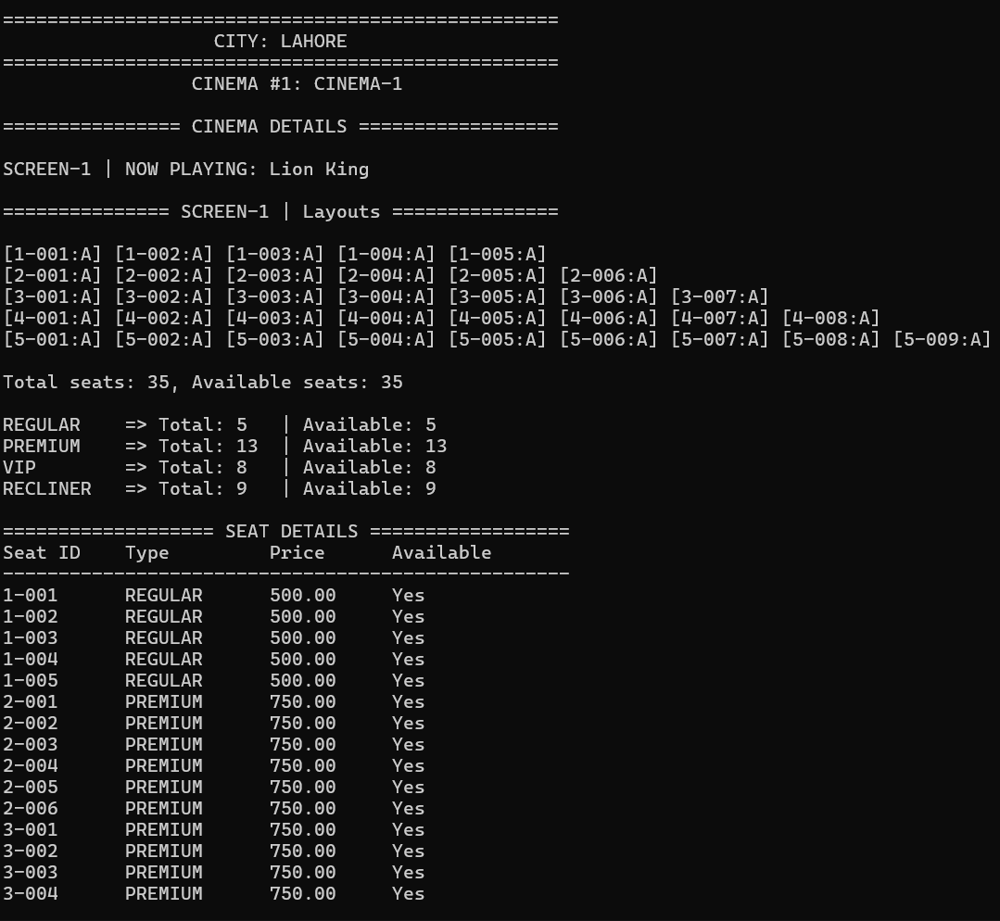 ==================================================
                   CITY: LAHORE
==================================================
                 CINEMA #1: CINEMA-1

================ CINEMA DETAILS ==================

SCREEN-1 | NOW PLAYING: Lion King

=============== SCREEN-1 | Layouts ===============

[1-001:A] [1-002:A] [1-003:A] [1-004:A] [1-005:A]
[2-001:A] [2-002:A] [2-003:A] [2-004:A] [2-005:A] [2-006:A]
[3-001:A] [3-002:A] [3-003:A] [3-004:A] [3-005:A] [3-006:A] [3-007:A]
[4-001:A] [4-002:A] [4-003:A] [4-004:A] [4-005:A] [4-006:A] [4-007:A] [4-008:A]
[5-001:A] [5-002:A] [5-003:A] [5-004:A] [5-005:A] [5-006:A] [5-007:A] [5-008:A] [5-009:A]

Total seats: 35, Available seats: 35

REGULAR    => Total: 5   | Available: 5
PREMIUM    => Total: 13  | Available: 13
VIP        => Total: 8   | Available: 8
RECLINER   => Total: 9   | Available: 9

=================== SEAT DETAILS ==================
Seat ID    Type         Price      Available
---------------------------------------------------
1-001      REGULAR      500.00     Yes
1-002      REGULAR      500.00     Yes
1-003      REGULAR      500.00     Yes
1-004      REGULAR      500.00     Yes
1-005      REGULAR      500.00     Yes
2-001      PREMIUM      750.00     Yes
2-002      PREMIUM      750.00     Yes
2-003      PREMIUM      750.00     Yes
2-004      PREMIUM      750.00     Yes
2-005      PREMIUM      750.00     Yes
2-006      PREMIUM      750.00     Yes
3-001      PREMIUM      750.00     Yes
3-002      PREMIUM      750.00     Yes
3-003      PREMIUM      750.00     Yes
3-004      PREMIUM      750.00     Yes